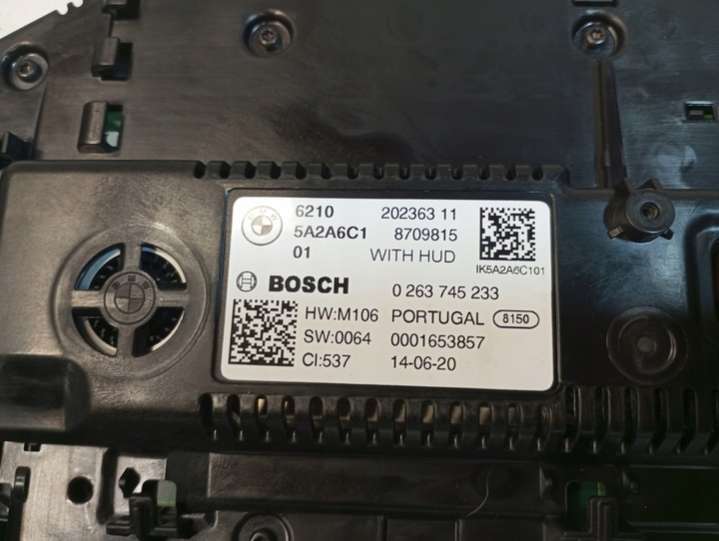 6210 202363 11
5A2A6C1 8709815
01 WITH HUD
IK5A2A6C101
BOSCH 0 263 745 233
HW:M106 PORTUGAL 8150
SW:0064 0001653857
CI:537 14-06-20